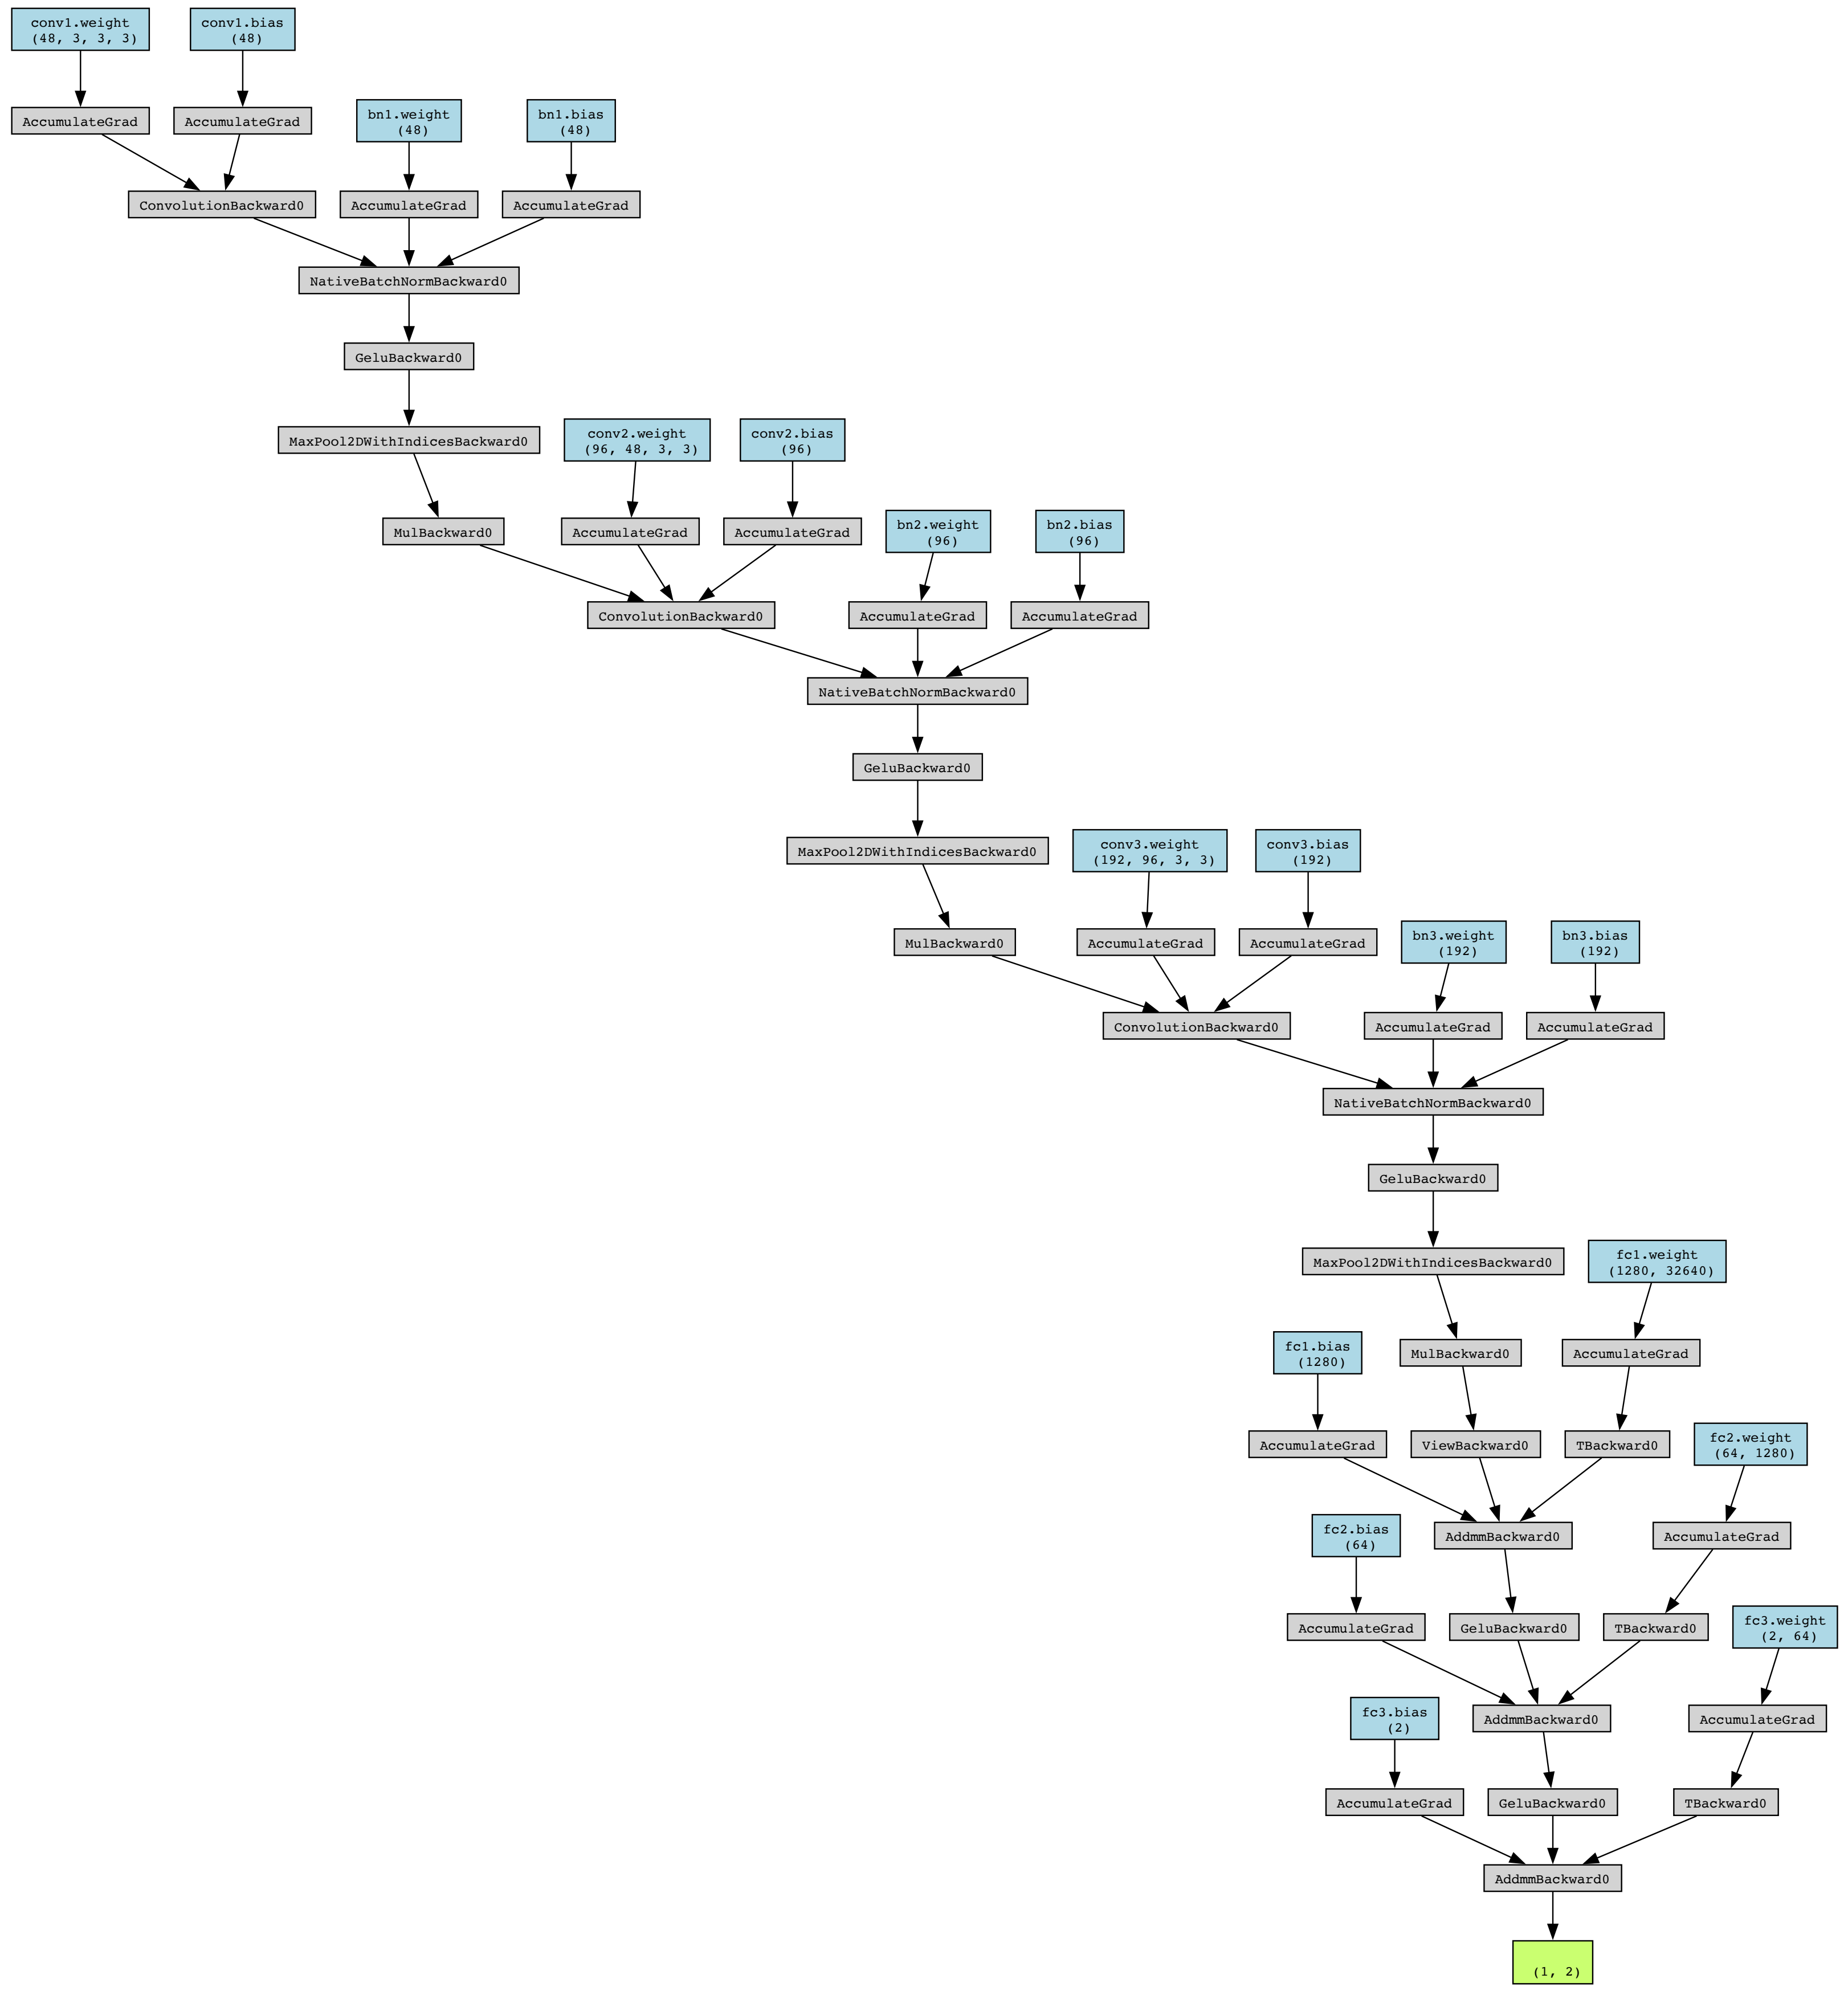 conv1.weight
(48, 3, 3, 3)
conv1.bias
(48)
AccumulateGrad
AccumulateGrad
bn1.weight
(48)
bn1.bias
(48)
ConvolutionBackward0
AccumulateGrad
AccumulateGrad
NativeBatchNormBackward0
GeluBackward0
MaxPool2DWithIndicesBackward0
conv2.weight
(96, 48, 3, 3)
conv2.bias
(96)
MulBackward0
AccumulateGrad
AccumulateGrad
bn2.weight
(96)
bn2.bias
(96)
ConvolutionBackward0
AccumulateGrad
AccumulateGrad
NativeBatchNormBackward0
GeluBackward0
MaxPool2DWithIndicesBackward0
conv3.weight
(192, 96, 3, 3)
conv3.bias
(192)
MulBackward0
AccumulateGrad
AccumulateGrad
bn3.weight
(192)
bn3.bias
(192)
ConvolutionBackward0
AccumulateGrad
AccumulateGrad
NativeBatchNormBackward0
GeluBackward0
MaxPool2DWithIndicesBackward0
fc1.weight
(1280, 32640)
fc1.bias
(1280)
MulBackward0
AccumulateGrad
AccumulateGrad
ViewBackward0
TBackward0
fc2.weight
(64, 1280)
fc2.bias
(64)
AddmmBackward0
AccumulateGrad
AccumulateGrad
GeluBackward0
TBackward0
fc3.weight
(2, 64)
fc3.bias
(2)
AddmmBackward0
AccumulateGrad
AccumulateGrad
GeluBackward0
TBackward0
AddmmBackward0
(1, 2)